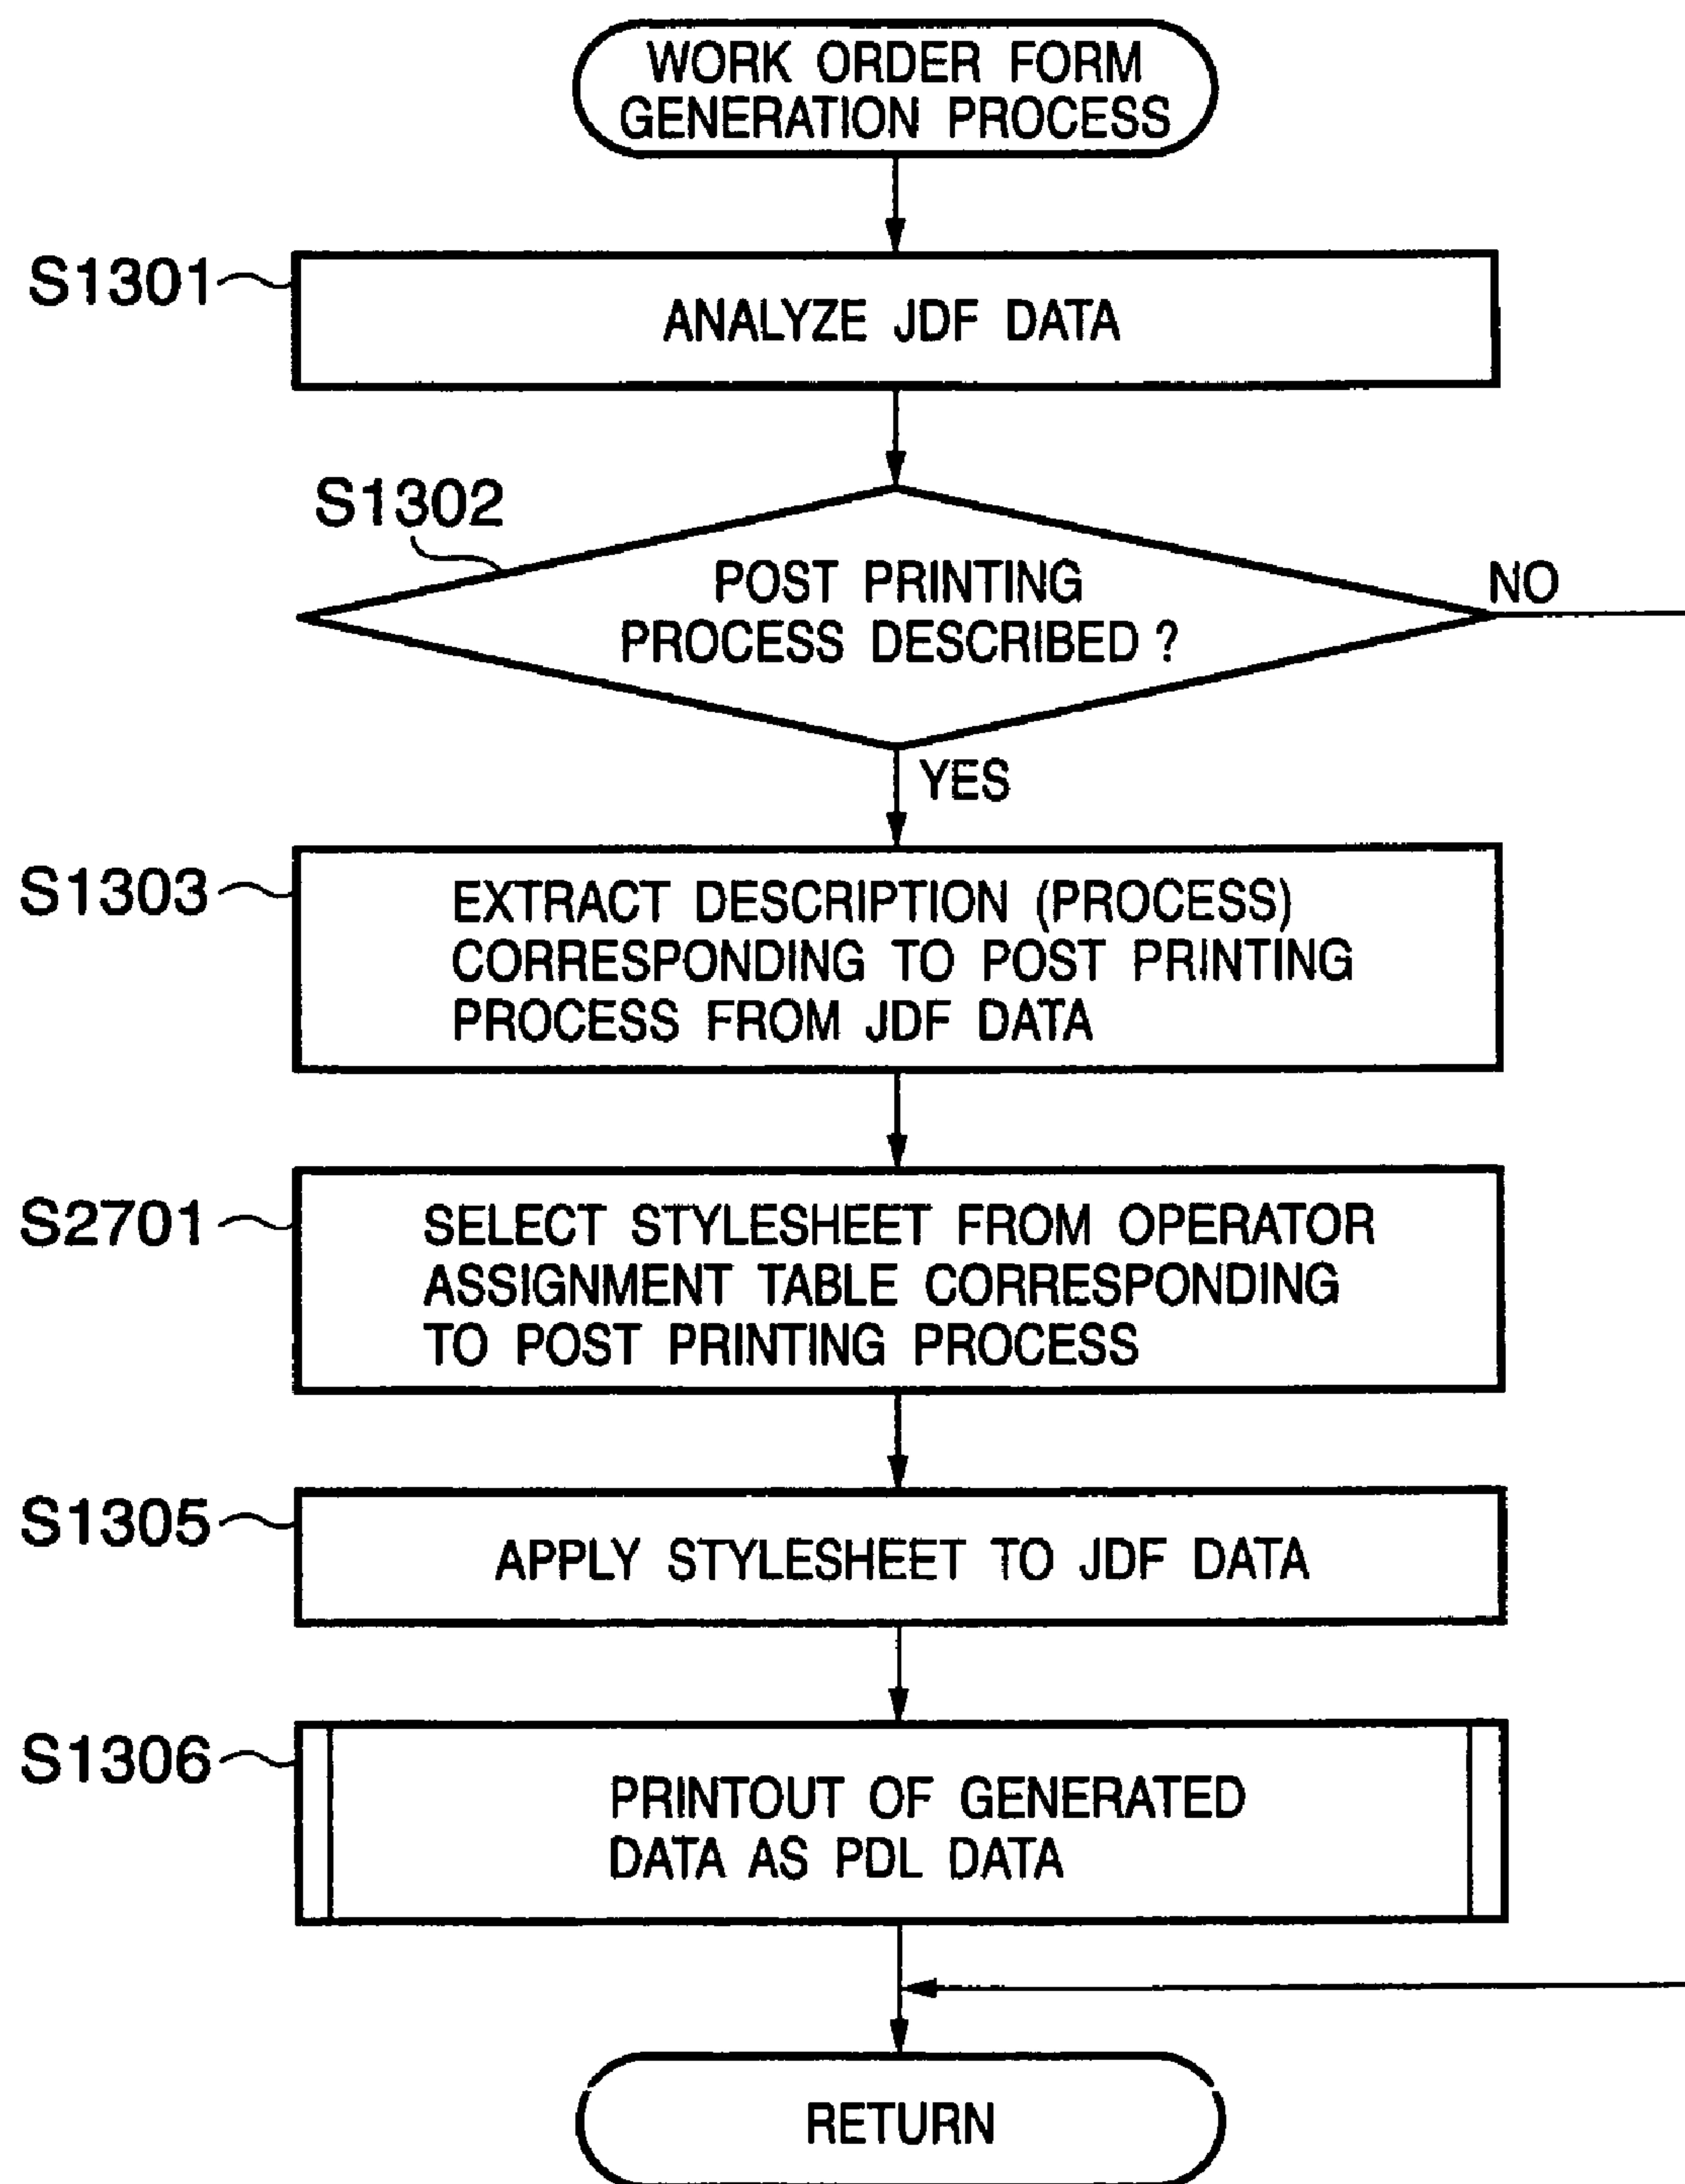 WORK ORDER FORM
GENERATION PROCESS
S1301
ANALYZE JDF DATA
S1302
POST PRINTING
PROCESS DESCRIBED ?
NO
YES
S1303
EXTRACT DESCRIPTION (PROCESS)
CORRESPONDING TO POST PRINTING
PROCESS FROM JDF DATA
S2701
SELECT STYLESHEET FROM OPERATOR
ASSIGNMENT TABLE CORRESPONDING
TO POST PRINTING PROCESS
S1305
APPLY STYLESHEET TO JDF DATA
S1306
PRINTOUT OF GENERATED
DATA AS PDL DATA
RETURN